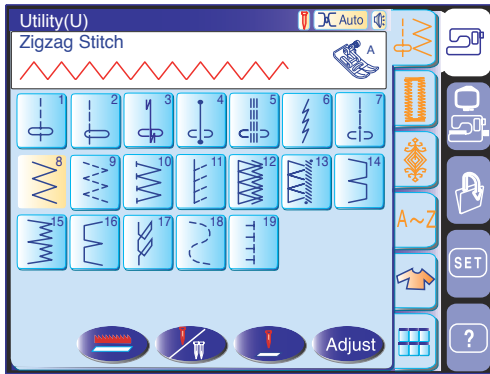 Utility(U) Auto
Zigzag Stitch
A
1 2 3 4 5 6 7
8 9 10 11 12 13 14
15 16 17 18 19
A~Z
SET
?
Adjust